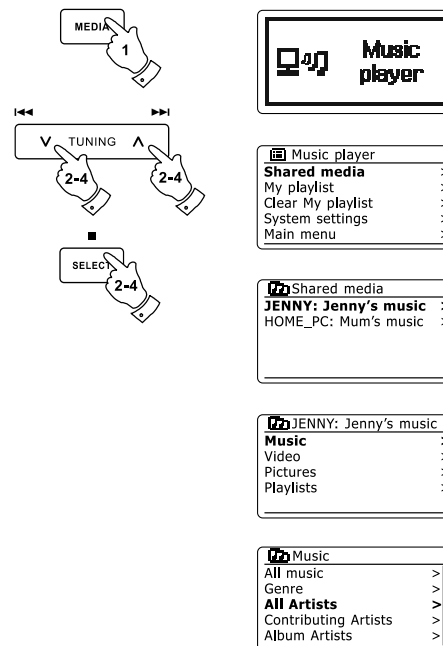 MEDIA
1
TUNING
2-4
2-4
SELECT
2-4
Music
player
Music player
Shared media >
My playlist >
Clear My playlist >
System settings >
Main menu >
Shared media
JENNY: Jenny's music >
HOME_PC: Mum's music >
JENNY: Jenny's music
Music >
Video >
Pictures >
Playlists >
Music
All music >
Genre >
All Artists >
Contributing Artists >
Album Artists >